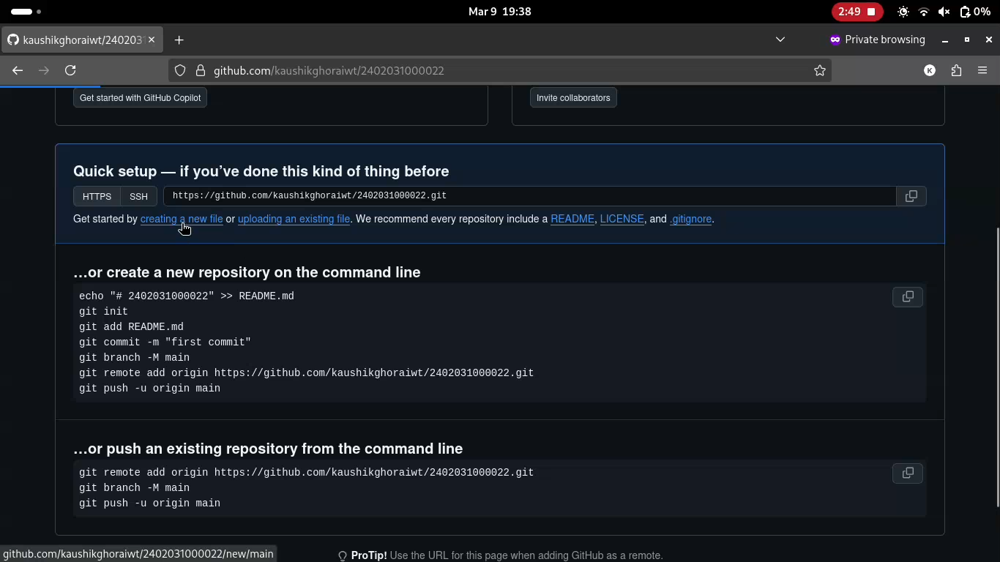 Mar 9 19:38
2:49
0%
kaushikghoraiwt/240203
Private browsing
github.com/kaushikghoraiwt/2402031000022
K
Get started with GitHub Copilot
Invite collaborators
Quick setup — if you’ve done this kind of thing before
HTTPS SSH https://github.com/kaushikghoraiwt/2402031000022.git
Get started by creating a new file or uploading an existing file. We recommend every repository include a README, LICENSE, and .gitignore.
…or create a new repository on the command line
echo "# 2402031000022" >> README.md
git init
git add README.md
git commit -m "first commit"
git branch -M main
git remote add origin https://github.com/kaushikghoraiwt/2402031000022.git
git push -u origin main
…or push an existing repository from the command line
git remote add origin https://github.com/kaushikghoraiwt/2402031000022.git
git branch -M main
git push -u origin main
github.com/kaushikghoraiwt/2402031000022/new/main
ProTip! Use the URL for this page when adding GitHub as a remote.